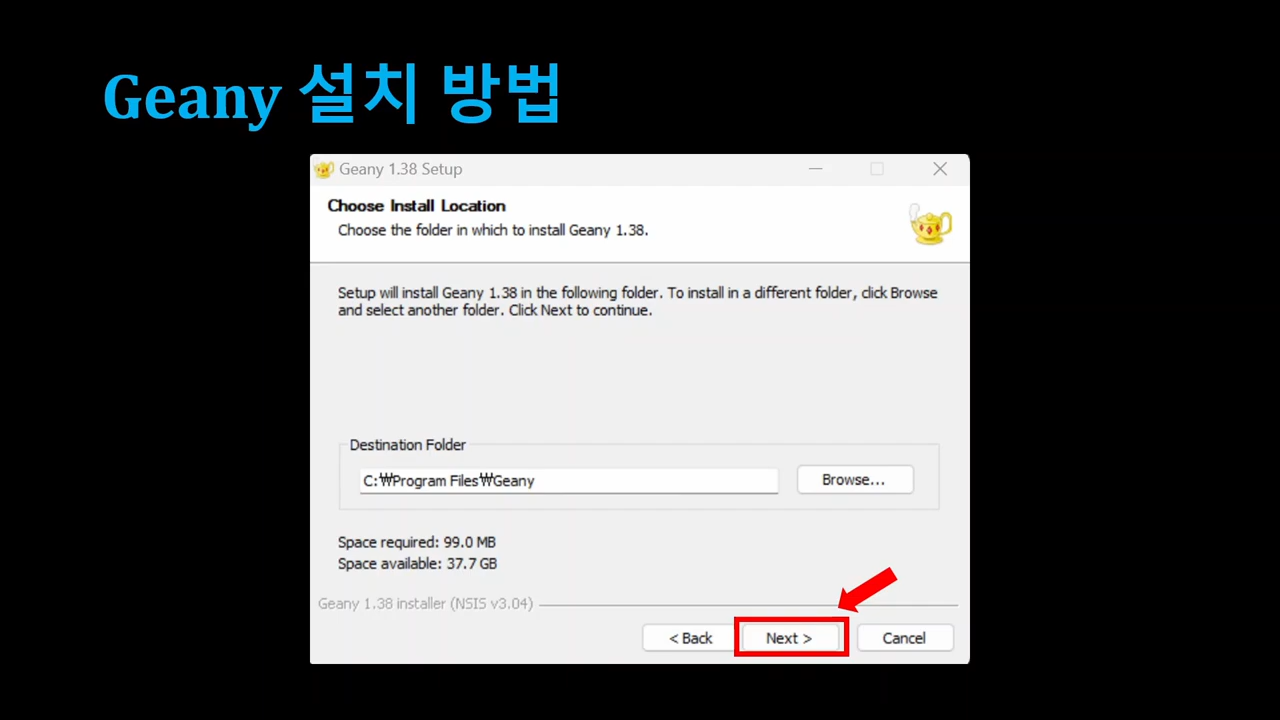 Geany 설치 방법
Geany 1.38 Setup
Choose Install Location
Choose the folder in which to install Geany 1.38.
Setup will install Geany 1.38 in the following folder. To install in a different folder, click Browse
and select another folder. Click Next to continue.
Destination Folder
C:₩Program Files₩Geany
Browse...
Space required: 99.0 MB
Space available: 37.7 GB
Geany 1.38 installer (NSIS v3.04)
< Back
Next >
Cancel